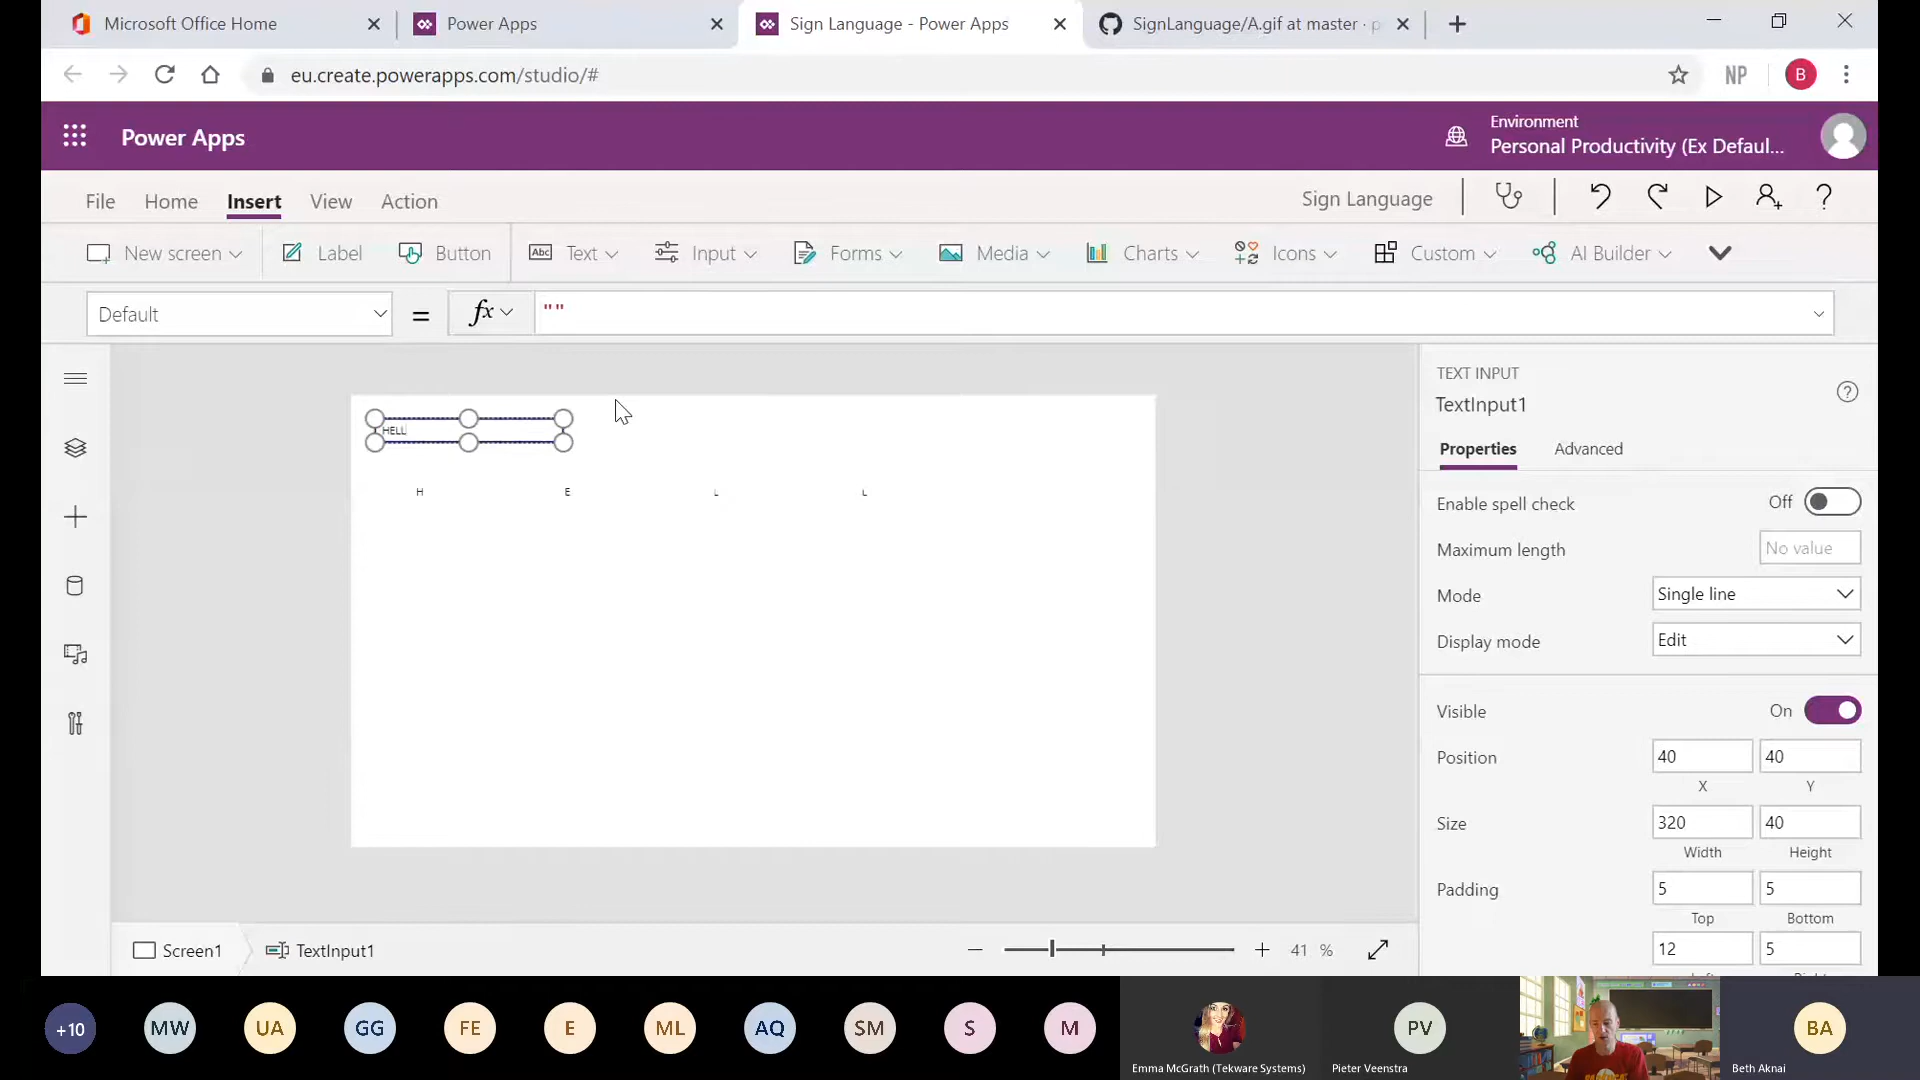 Microsoft Office Home
Power Apps
Sign Language - Power Apps
SignLanguage/A.gif at master · p
eu.create.powerapps.com/studio/#
NP
B
Power Apps
Environment
Personal Productivity (Ex Defaul...
File
Home
Insert
View
Action
Sign Language
New screen
Label
Button
Abc
Text
Input
Forms
Media
Charts
Icons
Custom
AI Builder
Default
=
fx
""
HELL
H
E
L
L
TEXT INPUT
TextInput1
Properties
Advanced
Enable spell check
Off
Maximum length
No value
Mode
Single line
Display mode
Edit
Visible
On
Position
40
40
X
Y
Size
320
40
Width
Height
Padding
5
5
Top
Bottom
12
5
Screen1
TextInput1
41 %
+10
MW
UA
GG
FE
E
ML
AQ
SM
S
M
Emma McGrath (Tekware Systems)
PV
Pieter Veenstra
BA
Beth Aknai